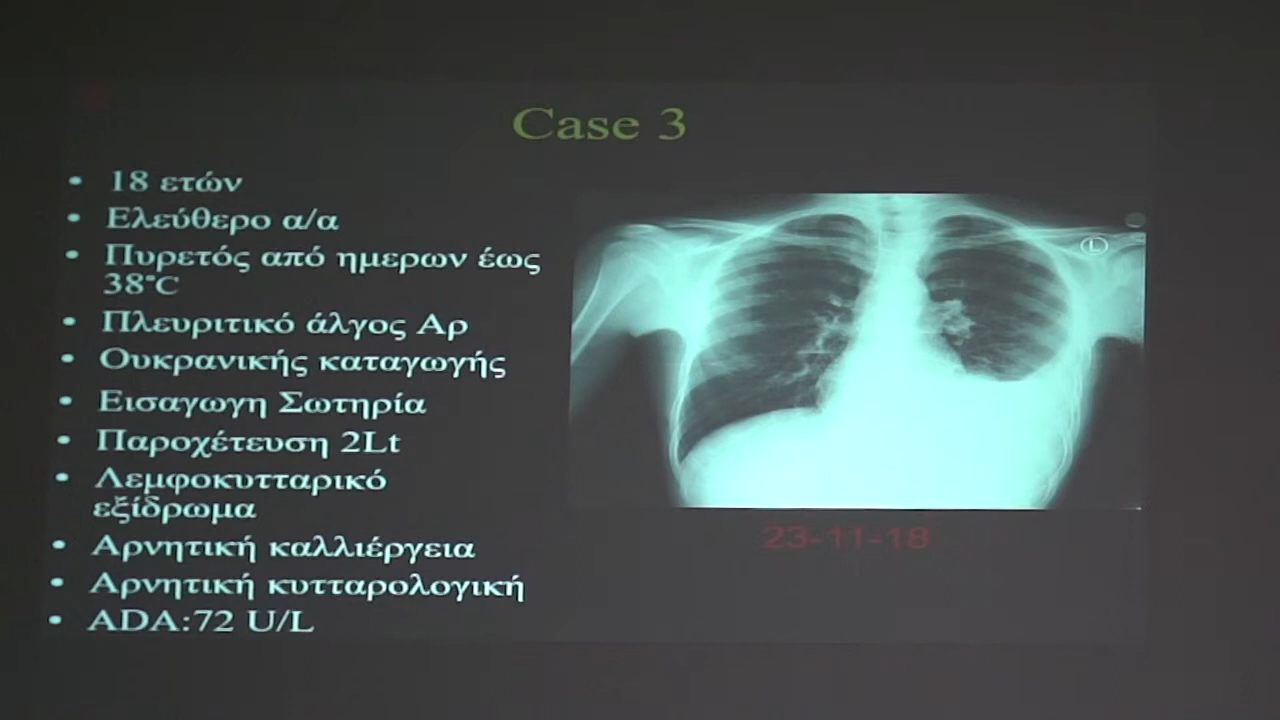 Case 3
• 18 ετών
• Ελεύθερο α/α
• Πυρετός από ημερων έως
38°C
• Πλευριτικό άλγος Αρ
• Ουκρανικής καταγωγής
• Εισαγωγη Σωτηρία
• Παροχέτευση 2Lt
• Λεμφοκυτταρικό
εξίδρωμα
• Αρνητική καλλιέργεια
• Αρνητική κυτταρολογική
• ADA:72 U/L
L
23-11-18